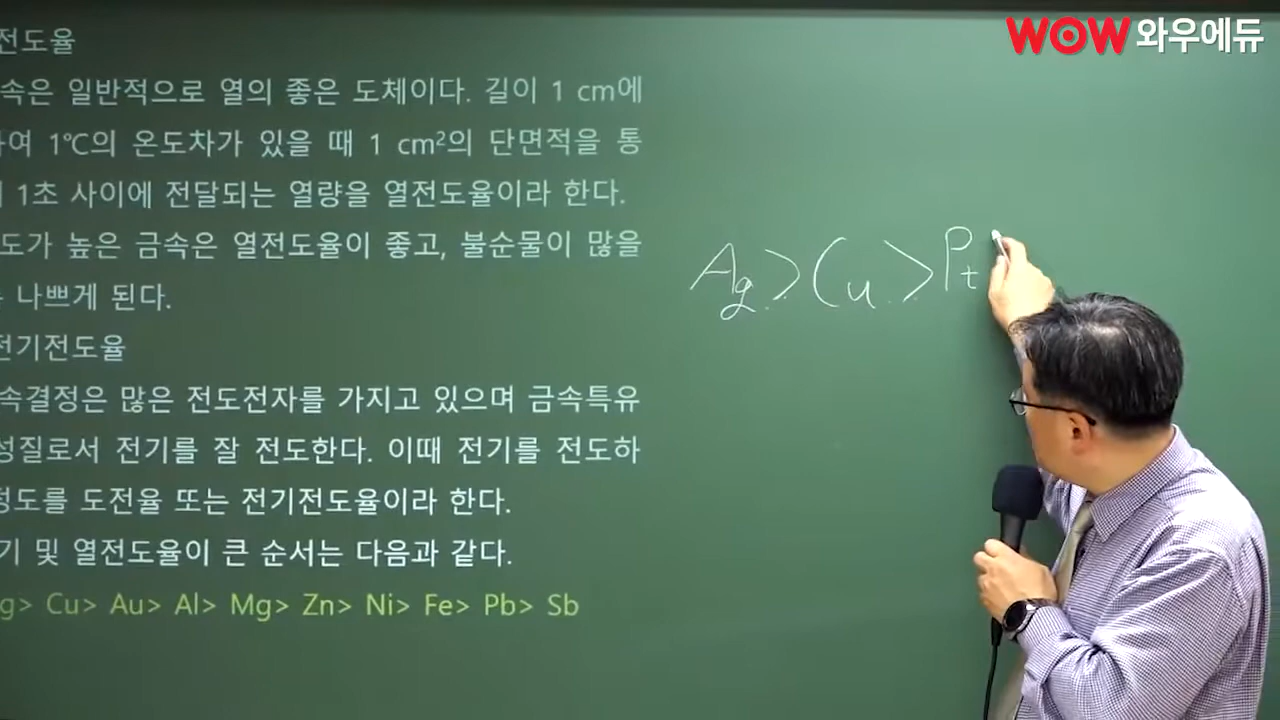 WOW 와우에듀
전도율
속은 일반적으로 열의 좋은 도체이다. 길이 1 cm에
여 1℃의 온도차가 있을 때 1 cm²의 단면적을 통
1초 사이에 전달되는 열량을 열전도율이라 한다.
도가 높은 금속은 열전도율이 좋고, 불순물이 많을
나쁘게 된다.
전기전도율
속결정은 많은 전도전자를 가지고 있으며 금속특유
성질로서 전기를 잘 전도한다. 이때 전기를 전도하
정도를 도전율 또는 전기전도율이라 한다.
기 및 열전도율이 큰 순서는 다음과 같다.
g> Cu> Au> Al> Mg> Zn> Ni> Fe> Pb> Sb
Ag > Cu > Pt